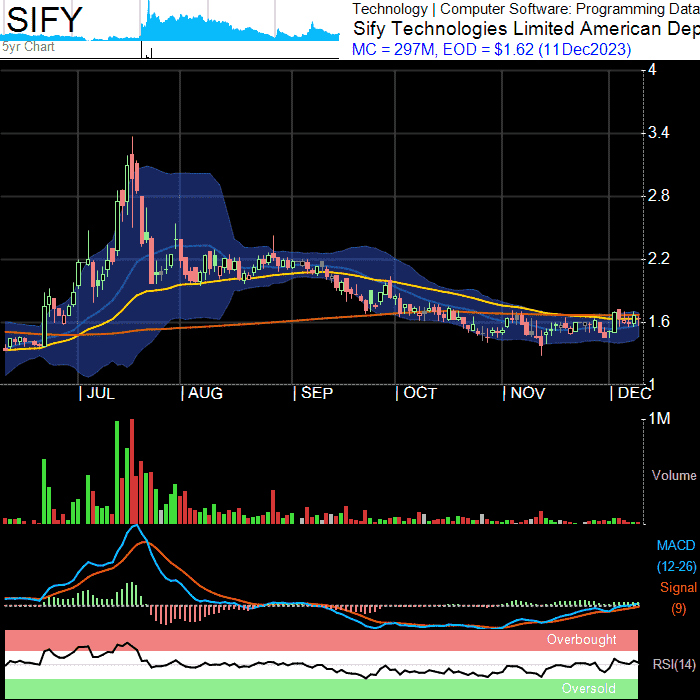 SIFY
5yr Chart
Technology | Computer Software: Programming Data
Sify Technologies Limited American Dep
MC = 297M, EOD = $1.62 (11Dec2023)
4
3.4
2.8
2.2
1.6
1
JUL AUG SEP OCT NOV DEC
1M
Volume
MACD
(12-26)
Signal
(9)
Overbought
RSI(14)
Oversold